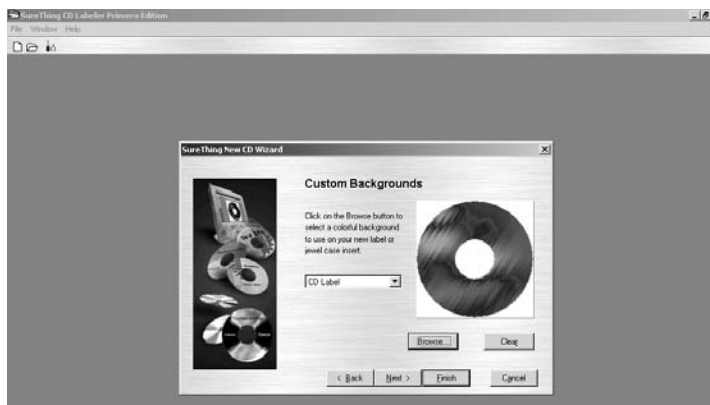 SureThing CD Labeler Primera Edition
File Window Help
SureThing New CD Wizard
Custom Backgrounds
Click on the Browse button to
select a colorful background
to use on your new label or
jewel case insert.
CD Label
Browse... Clear
< Back Next > Finish Cancel